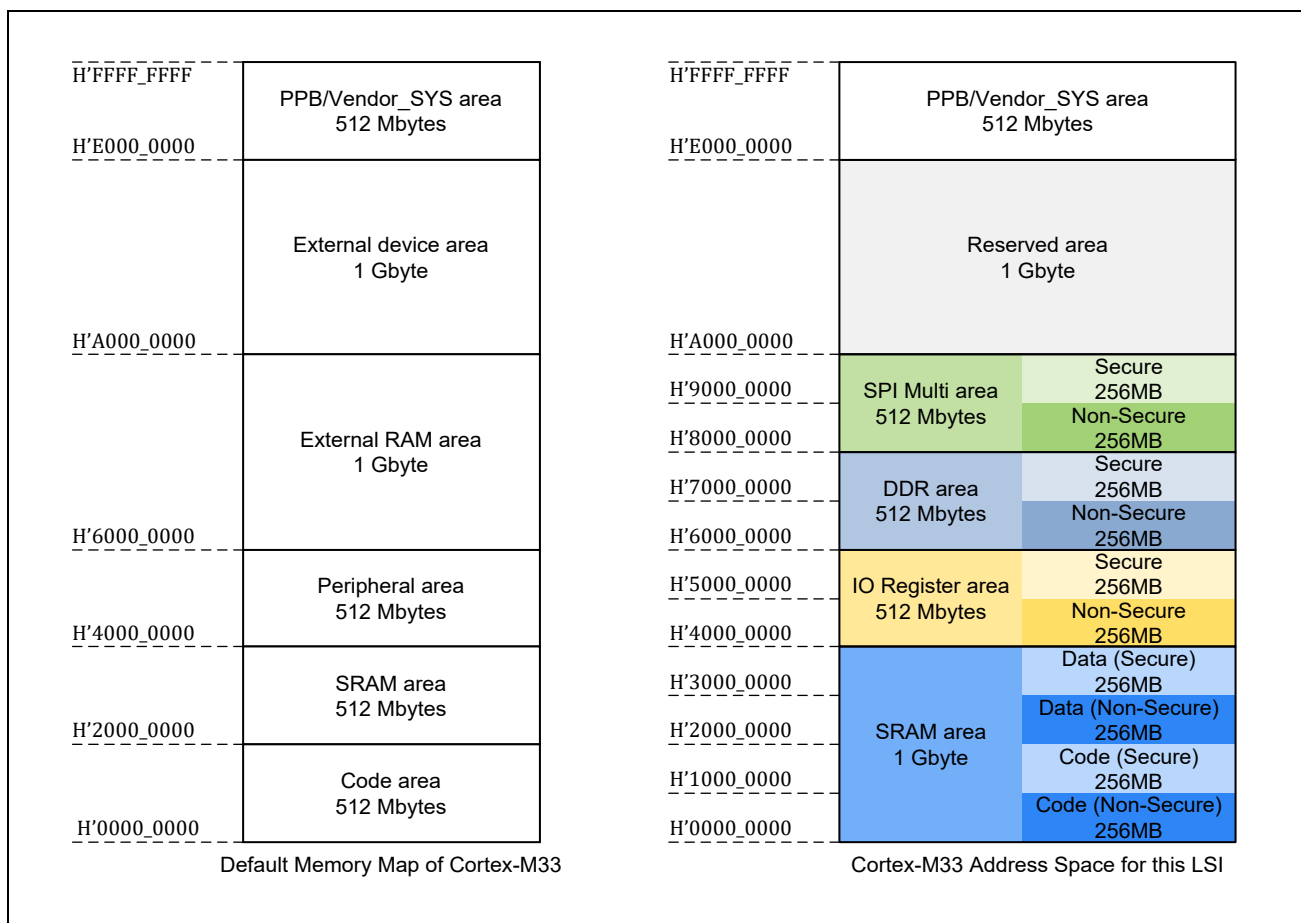 H'FFFF_FFFF
PPB/Vendor_SYS area
512 Mbytes
H'E000_0000
External device area
1 Gbyte
H'A000_0000
External RAM area
1 Gbyte
H'6000_0000
Peripheral area
512 Mbytes
H'4000_0000
SRAM area
512 Mbytes
H'2000_0000
Code area
512 Mbytes
H'0000_0000
Default Memory Map of Cortex-M33
H'FFFF_FFFF
PPB/Vendor_SYS area
512 Mbytes
H'E000_0000
Reserved area
1 Gbyte
H'A000_0000
SPI Multi area
512 Mbytes
Secure
256MB
H'9000_0000
Non-Secure
256MB
H'8000_0000
DDR area
512 Mbytes
Secure
256MB
H'7000_0000
Non-Secure
256MB
H'6000_0000
IO Register area
512 Mbytes
Secure
256MB
H'5000_0000
Non-Secure
256MB
H'4000_0000
SRAM area
1 Gbyte
Data (Secure)
256MB
H'3000_0000
Data (Non-Secure)
256MB
H'2000_0000
Code (Secure)
256MB
H'1000_0000
Code (Non-Secure)
256MB
H'0000_0000
Cortex-M33 Address Space for this LSI